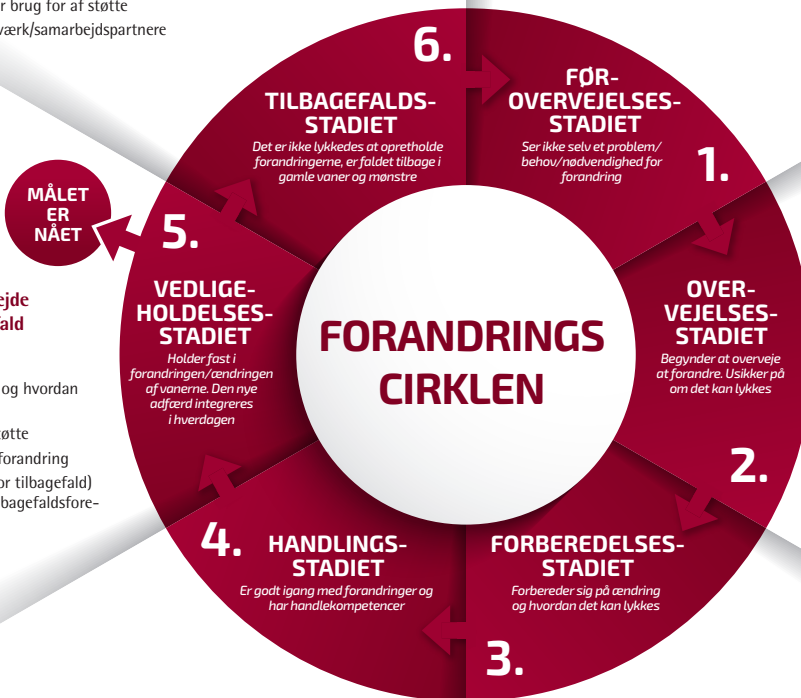 r brug for af støtte
værk/samarbejdspartnere
6.
TILBAGEFALDS-
STADIET
Det er ikke lykkedes at opretholde
forandringerne, er faldet tilbage i
gamle vaner og mønstre
FØR-
OVERVEJELSES-
STADIET
Ser ikke selv et problem/
behov/nødvendighed for
forandring
1.
MÅLET
ER
NÅET
5.
VEDLIGE-
HOLDELSES-
STADIET
Holder fast i
forandringen/ændringen
af vanerne. Den nye
adfærd integreres
i hverdagen
FORANDRINGS
CIRKLEN
OVER-
VEJELSES-
STADIET
Begynder at overveje
at forandre. Usikker på
om det kan lykkes
2.
ejde
ald
og hvordan
tøtte
forandring
or tilbagefald)
bagefaldsfore-
4.
HANDLINGS-
STADIET
Er godt igang med forandringer og
har handlekompetencer
FORBEREDELSES-
STADIET
Forbereder sig på ændring
og hvordan det kan lykkes
3.